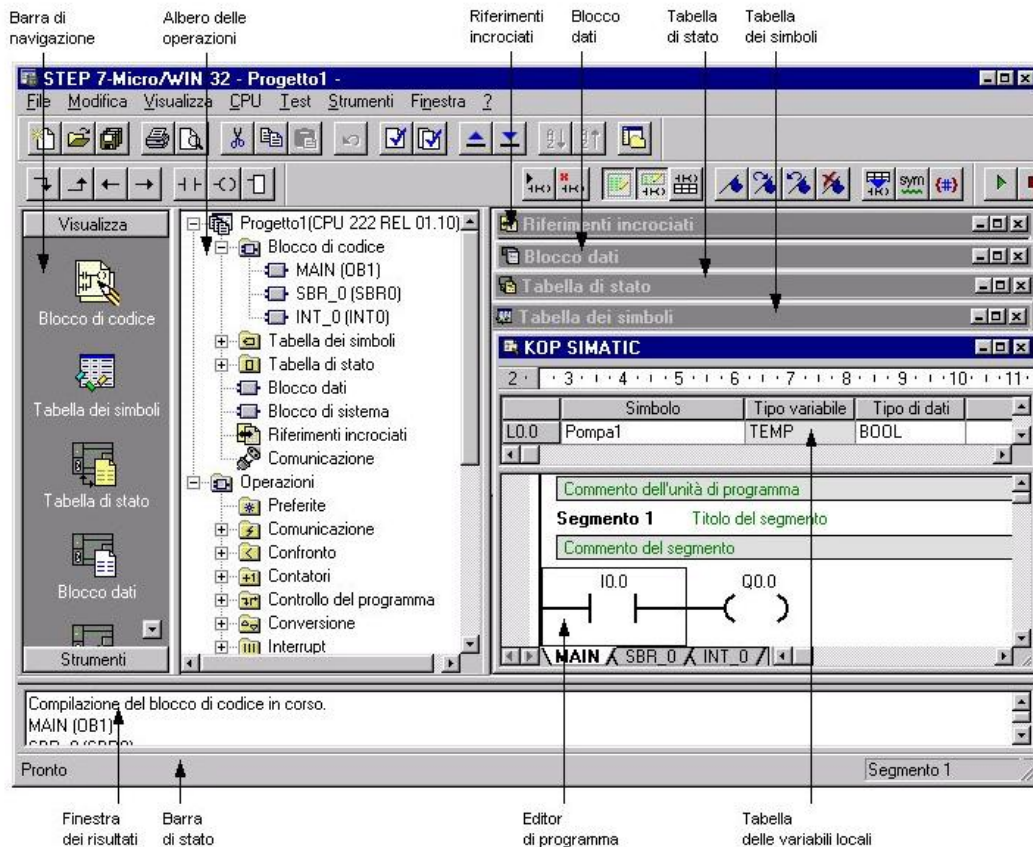 Barra di
navigazione
Albero delle
operazioni
Riferimenti
incrociati
Blocco
dati
Tabella
di stato
Tabella
dei simboli
STEP 7-Micro/WIN 32 - Progetto1 -
File Modifica Visualizza CPU Test Strumenti Finestra ?
sym
Visualizza
Blocco di codice
Tabella dei simboli
Tabella di stato
Blocco dati
Strumenti
Progetto1(CPU 222 REL 01.10)
Blocco di codice
MAIN (OB1)
SBR_0 (SBR0)
INT_0 (INT0)
Tabella dei simboli
Tabella di stato
Blocco dati
Blocco di sistema
Riferimenti incrociati
Comunicazione
Operazioni
Preferite
Comunicazione
Confronto
Contatori
Controllo del programma
Conversione
Interrupt
Riferimenti incrociati
Blocco dati
Tabella di stato
Tabella dei simboli
KOP SIMATIC
2 · · 3 · ı · 4 · ı · 5 · ı · 6 · ı · 7 · ı · 8 · ı · 9 · ı · 10 · ı · 11 ·
Simbolo Tipo variabile Tipo di dati
L0.0 Pompa1 TEMP BOOL
Commento dell'unità di programma
Segmento 1 Titolo del segmento
Commento del segmento
I0.0 Q0.0
MAIN SBR_0 INT_0
Compilazione del blocco di codice in corso.
MAIN (OB1)
SBR_0 (SBR0)
Pronto
Segmento 1
Finestra
dei risultati
Barra
di stato
Editor
di programma
Tabella
delle variabili locali